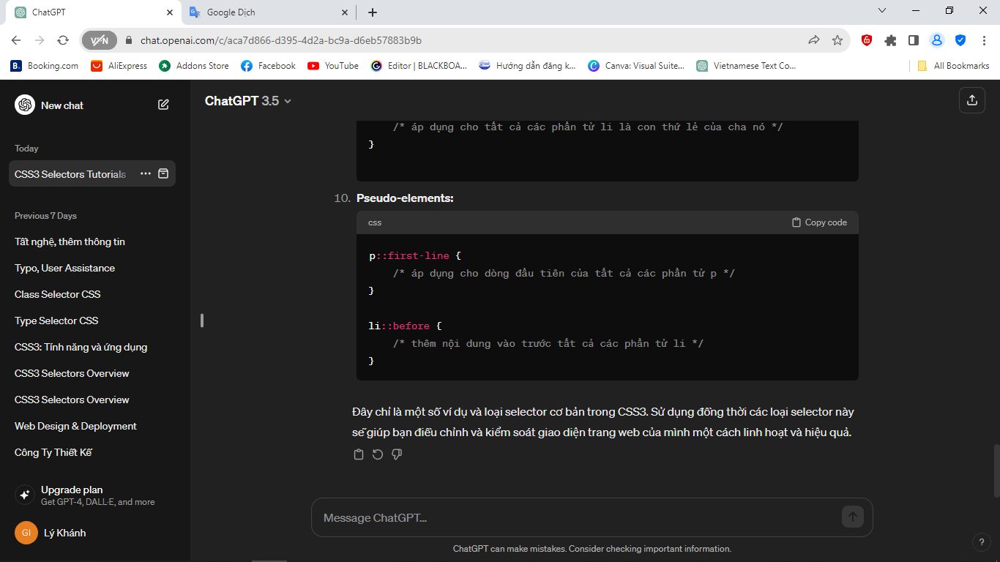 ChatGPT
Google Dịch
VPN
chat.openai.com/c/aca7d866-d395-4d2a-bc9a-d6eb57883b9b
B. Booking.com
AliExpress
Addons Store
Facebook
YouTube
Editor | BLACKBOA...
Hướng dẫn đăng k...
Canva: Visual Suite...
Vietnamese Text Co...
All Bookmarks
New chat
Today
CSS3 Selectors Tutorials
Previous 7 Days
Tất nghệ, thêm thông tin
Typo, User Assistance
Class Selector CSS
Type Selector CSS
CSS3: Tính năng và ứng dụng
CSS3 Selectors Overview
CSS3 Selectors Overview
Web Design & Deployment
Công Ty Thiết Kế
Upgrade plan
Get GPT-4, DALL·E, and more
GI Lý Khánh
ChatGPT 3.5
/* áp dụng cho tất cả các phần tử li là con thứ lẻ của cha nó */
}
10. Pseudo-elements:
css
Copy code
p::first-line {
/* áp dụng cho dòng đầu tiên của tất cả các phần tử p */
}
li::before {
/* thêm nội dung vào trước tất cả các phần tử li */
}
Đây chỉ là một số ví dụ và loại selector cơ bản trong CSS3. Sử dụng đồng thời các loại selector này
sẽ giúp bạn điều chỉnh và kiểm soát giao diện trang web của mình một cách linh hoạt và hiệu quả.
Message ChatGPT...
ChatGPT can make mistakes. Consider checking important information.
?